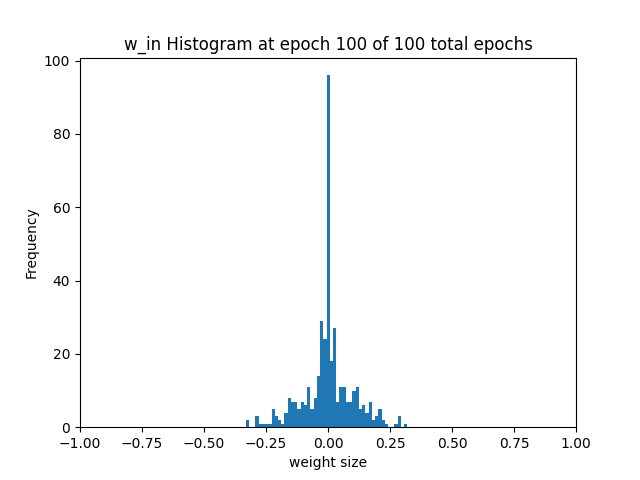 w_in Histogram at epoch 100 of 100 total epochs
Frequency
100
80
60
40
20
0
−1.00 −0.75 −0.50 −0.25 0.00 0.25 0.50 0.75 1.00
weight size